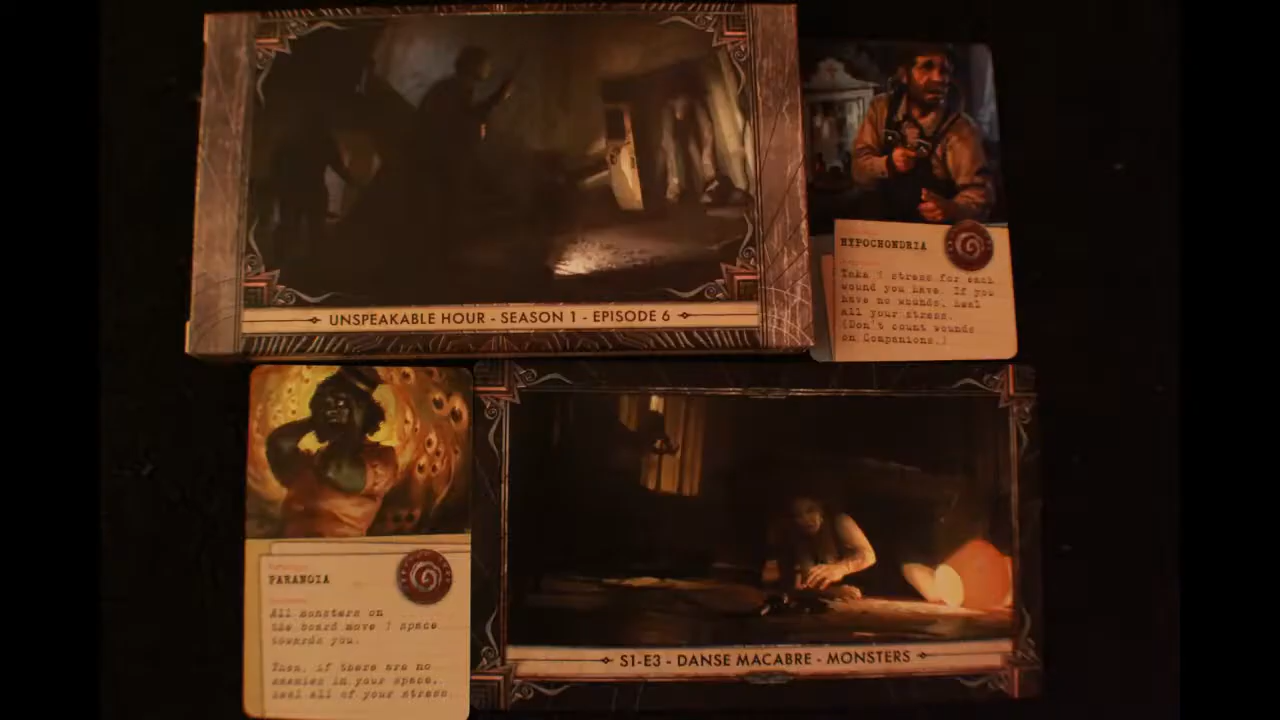 UNSPEAKABLE HOUR - SEASON 1 - EPISODE 6
HYPOCHONDRIA
Take 1 stress for each
wound you have. If you
have no wounds, heal
all your stress.
(Don't count wounds
on Companions.)
PARANOIA
All monsters on
the board move 1 space
towards you.
Then, if there are no
enemies in your space,
heal all of your stress.
S1-E3 - DANSE MACABRE - MONSTERS